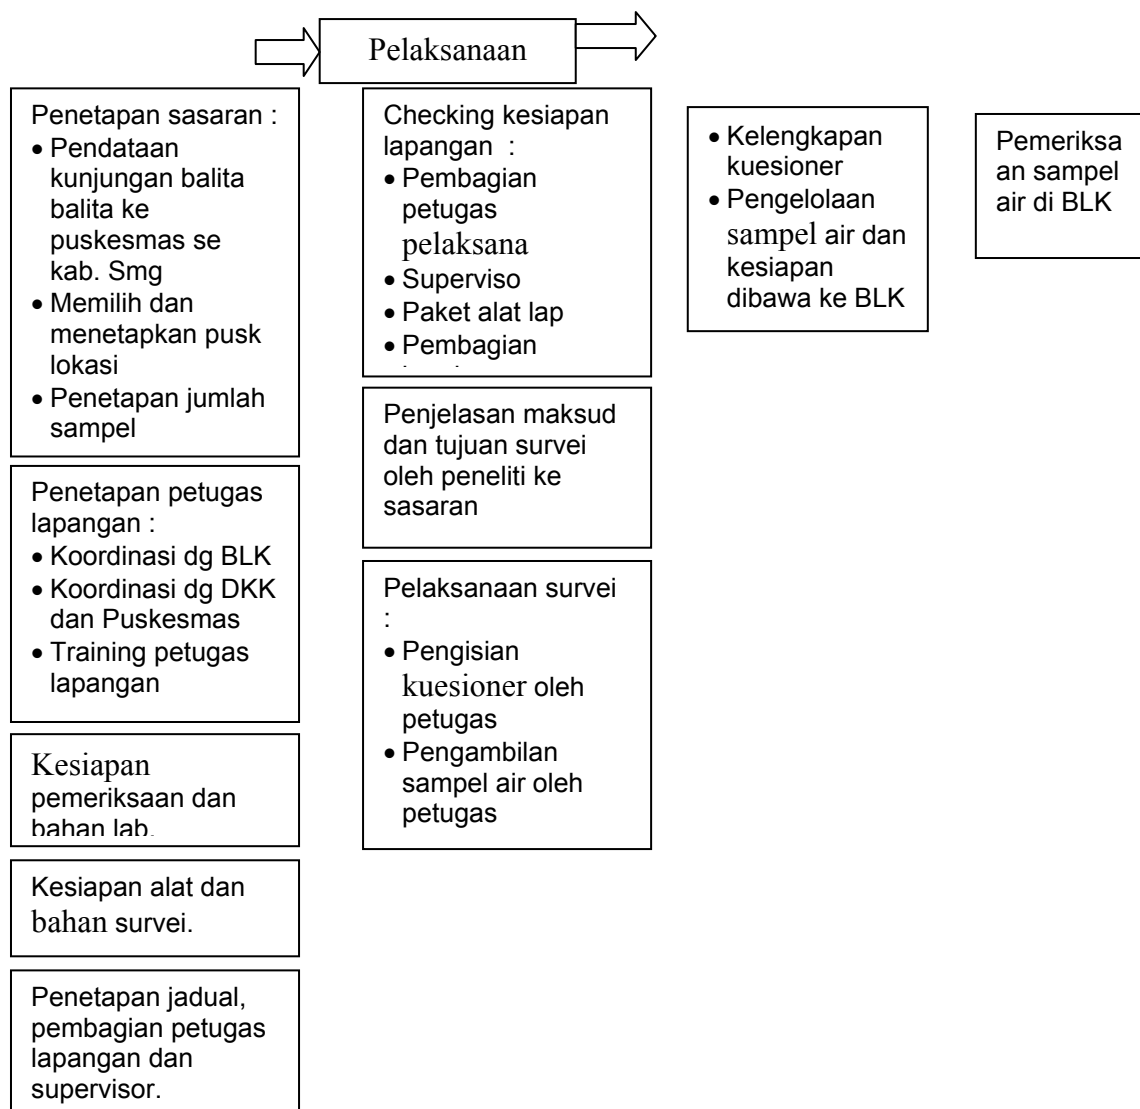 Pelaksanaan
Penetapan sasaran :
• Pendataan
kunjungan balita
balita ke
puskesmas se
kab. Smg
• Memilih dan
menetapkan pusk
lokasi
• Penetapan jumlah
sampel
Penetapan petugas
lapangan :
• Koordinasi dg BLK
• Koordinasi dg DKK
dan Puskesmas
• Training petugas
lapangan
Kesiapan
pemeriksaan dan
bahan lab.
Kesiapan alat dan
bahan survei.
Penetapan jadual,
pembagian petugas
lapangan dan
supervisor.
Checking kesiapan
lapangan :
• Pembagian
petugas
pelaksana
• Superviso
• Paket alat lap
• Pembagian
Penjelasan maksud
dan tujuan survei
oleh peneliti ke
sasaran
Pelaksanaan survei
:
• Pengisian
kuesioner oleh
petugas
• Pengambilan
sampel air oleh
petugas
• Kelengkapan
kuesioner
• Pengelolaan
sampel air dan
kesiapan
dibawa ke BLK
Pemeriksa
an sampel
air di BLK